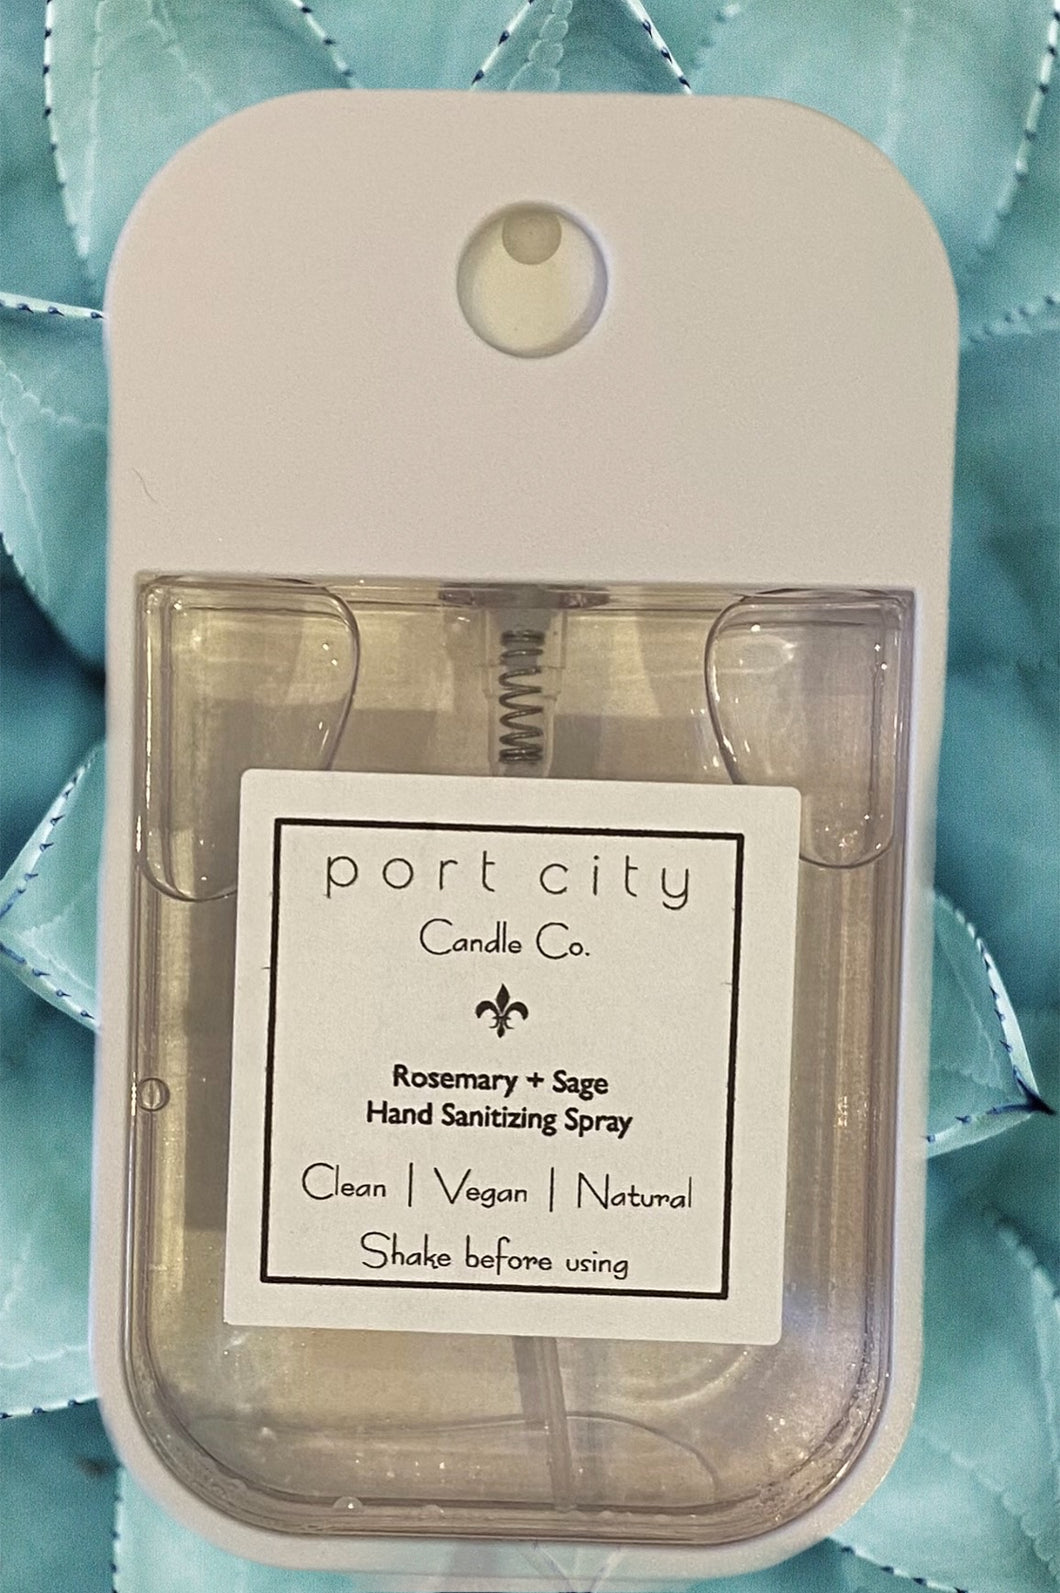 port city
Candle Co.
Rosemary + Sage
Hand Sanitizing Spray
Clean | Vegan | Natural
Shake before using